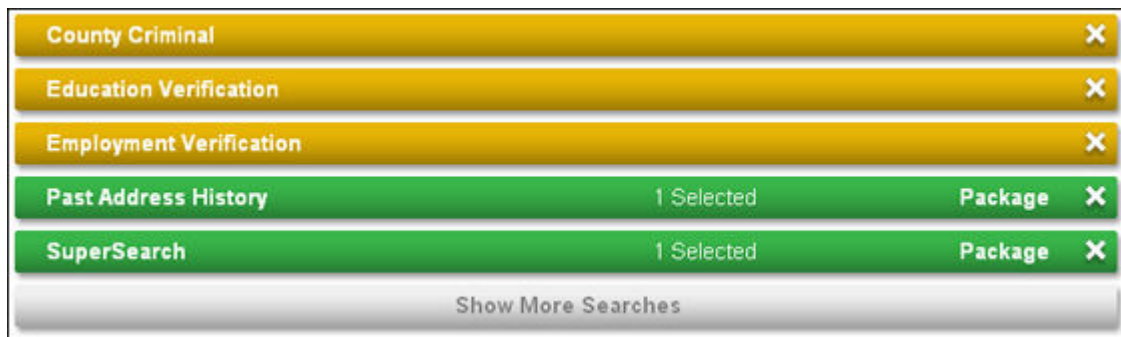 County Criminal
Education Verification
Employment Verification
Past Address History 1 Selected Package
SuperSearch 1 Selected Package
Show More Searches